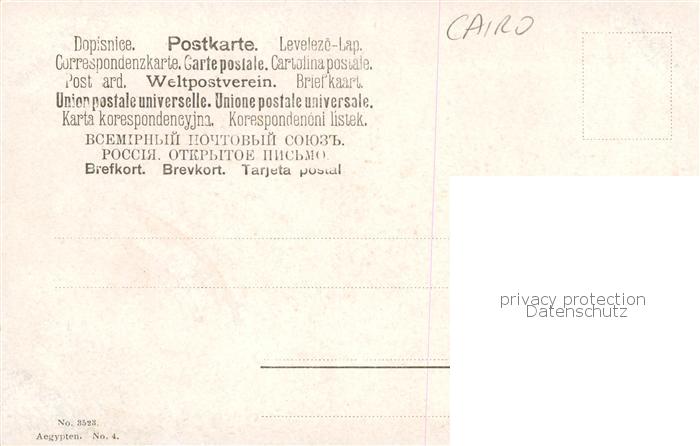 CAIRO
Dopisnice. Postkarte. Levelező-Lap.
Correspondenzkarte. Carte postale. Cartolina postale.
Post ard. Weltpostverein. Briefkaart.
Union postale universelle. Unione postale universale.
Karta korespondencyjna. Korespondenčni listek.
ВСЕМІРНЫЙ ПОЧТОВЫЙ СОЮЗЪ.
РОССІЯ. ОТКРЫТОЕ ПИСЬМО.
Brefkort. Brevkort. Tarjeta postal
privacy protection
Datenschutz
No. 3523.
Aegypten. No. 4.